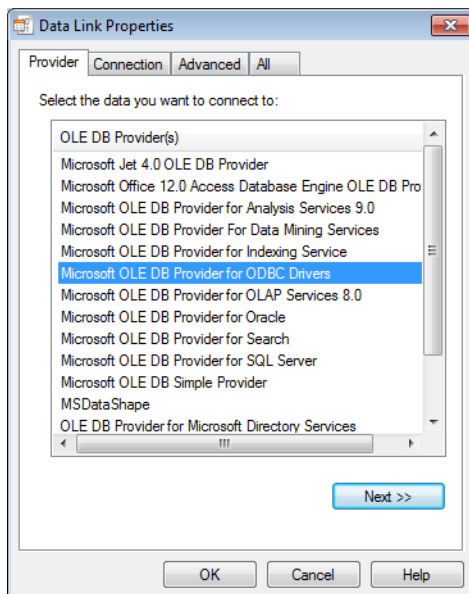 Data Link Properties
Provider Connection Advanced All
Select the data you want to connect to:
OLE DB Provider(s)
Microsoft Jet 4.0 OLE DB Provider
Microsoft Office 12.0 Access Database Engine OLE DB Pro
Microsoft OLE DB Provider for Analysis Services 9.0
Microsoft OLE DB Provider For Data Mining Services
Microsoft OLE DB Provider for Indexing Service
Microsoft OLE DB Provider for ODBC Drivers
Microsoft OLE DB Provider for OLAP Services 8.0
Microsoft OLE DB Provider for Oracle
Microsoft OLE DB Provider for Search
Microsoft OLE DB Provider for SQL Server
Microsoft OLE DB Simple Provider
MSDataShape
OLE DB Provider for Microsoft Directory Services
Next >>
OK Cancel Help